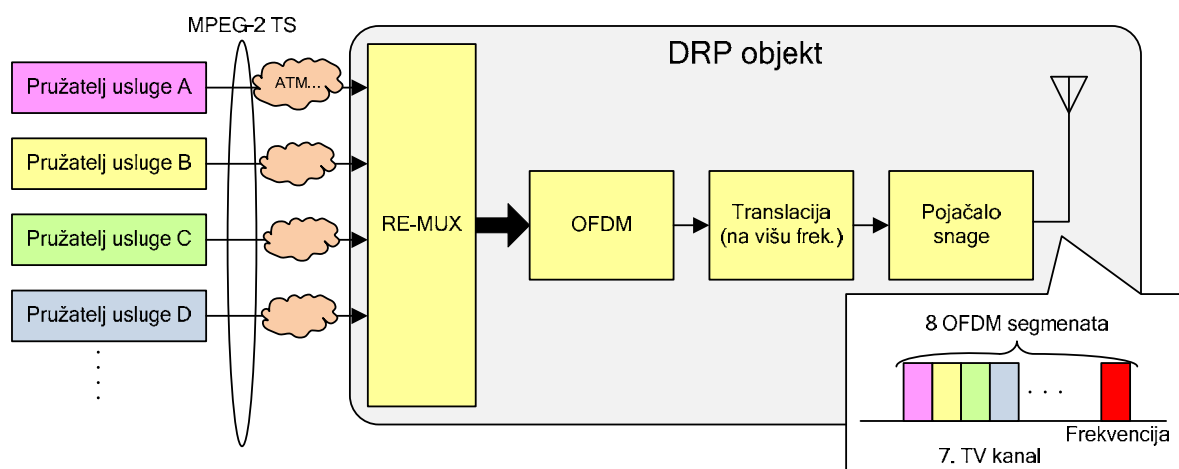 MPEG-2 TS
DRP objekt
Pružatelj usluge A
ATM...
Pružatelj usluge B
Pružatelj usluge C
Pružatelj usluge D
RE-MUX
OFDM
Translacija
(na višu frek.)
Pojačalo
snage
8 OFDM segmenata
Frekvencija
7. TV kanal